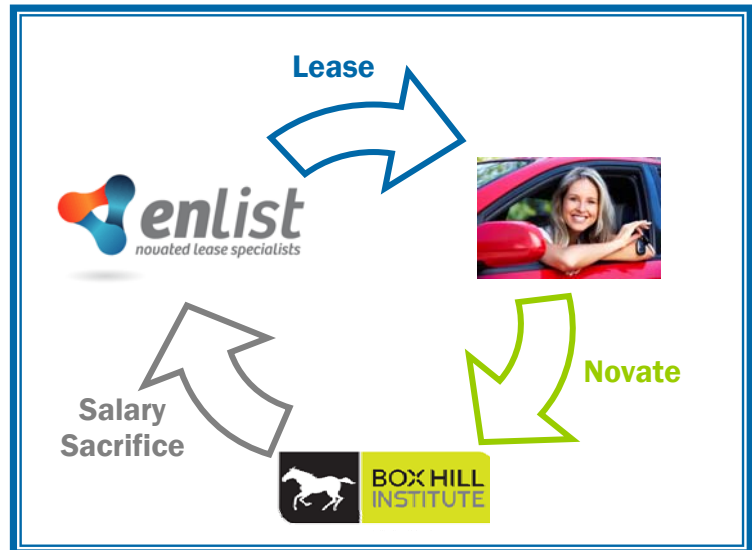 Lease
enlist
novated lease specialists
Novate
Salary
Sacrifice
BOX HILL
INSTITUTE